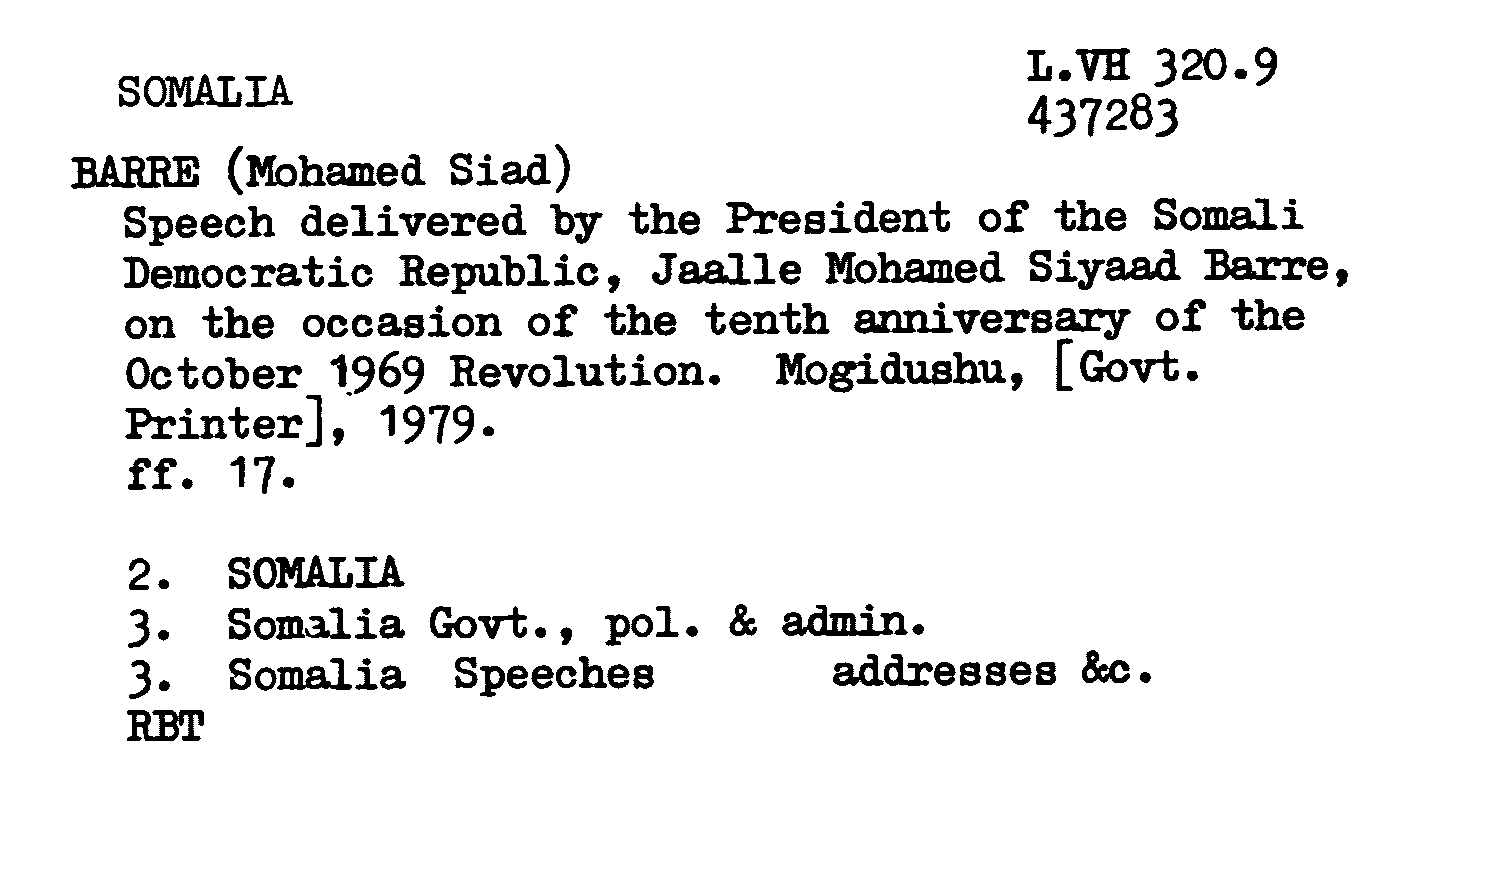 SOMALIA
L.VH 320.9
437283
BARRE (Mohamed Siad)
Speech delivered by the President of the Somali
Democratic Republic, Jaalle Mohamed Siyaad Barre,
on the occasion of the tenth anniversary of the
October 1969 Revolution. Mogidushu, [Govt.
Printer], 1979.
ff. 17.
2. SOMALIA
3. Somalia Govt., pol. & admin.
3. Somalia Speeches addresses &c.
RBT